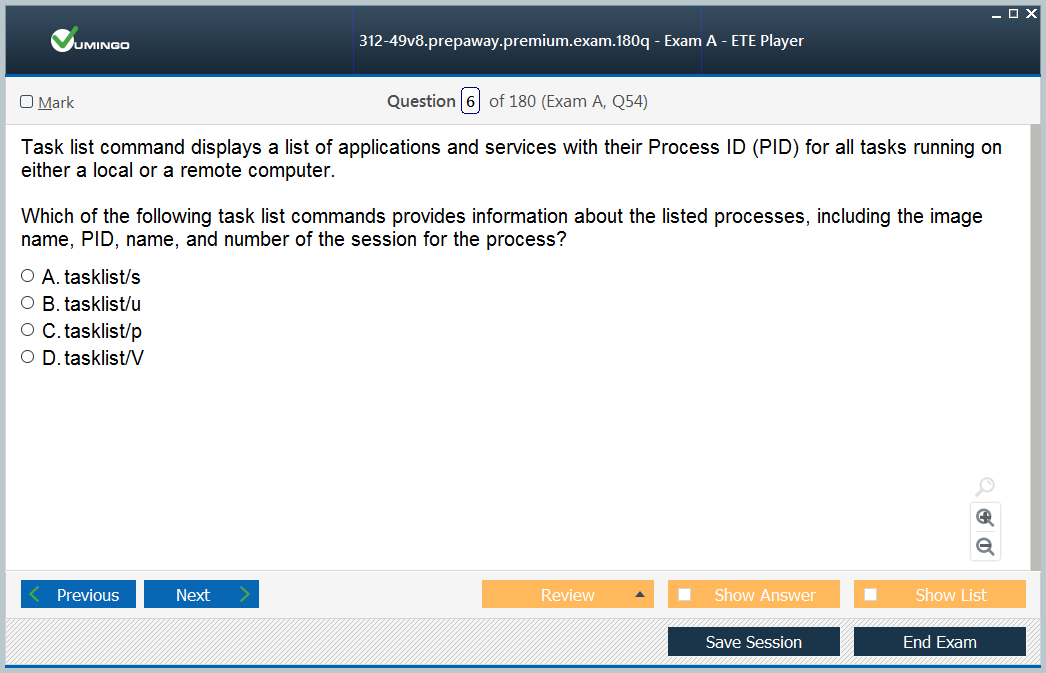 VUMINGO
312-49v8.prepaway.premium.exam.180q - Exam A - ETE Player
Mark
Question 6 of 180 (Exam A, Q54)
Task list command displays a list of applications and services with their Process ID (PID) for all tasks running on
either a local or a remote computer.
Which of the following task list commands provides information about the listed processes, including the image
name, PID, name, and number of the session for the process?
A. tasklist/s
B. tasklist/u
C. tasklist/p
D. tasklist/V
Previous
Next
Review
Show Answer
Show List
Save Session
End Exam